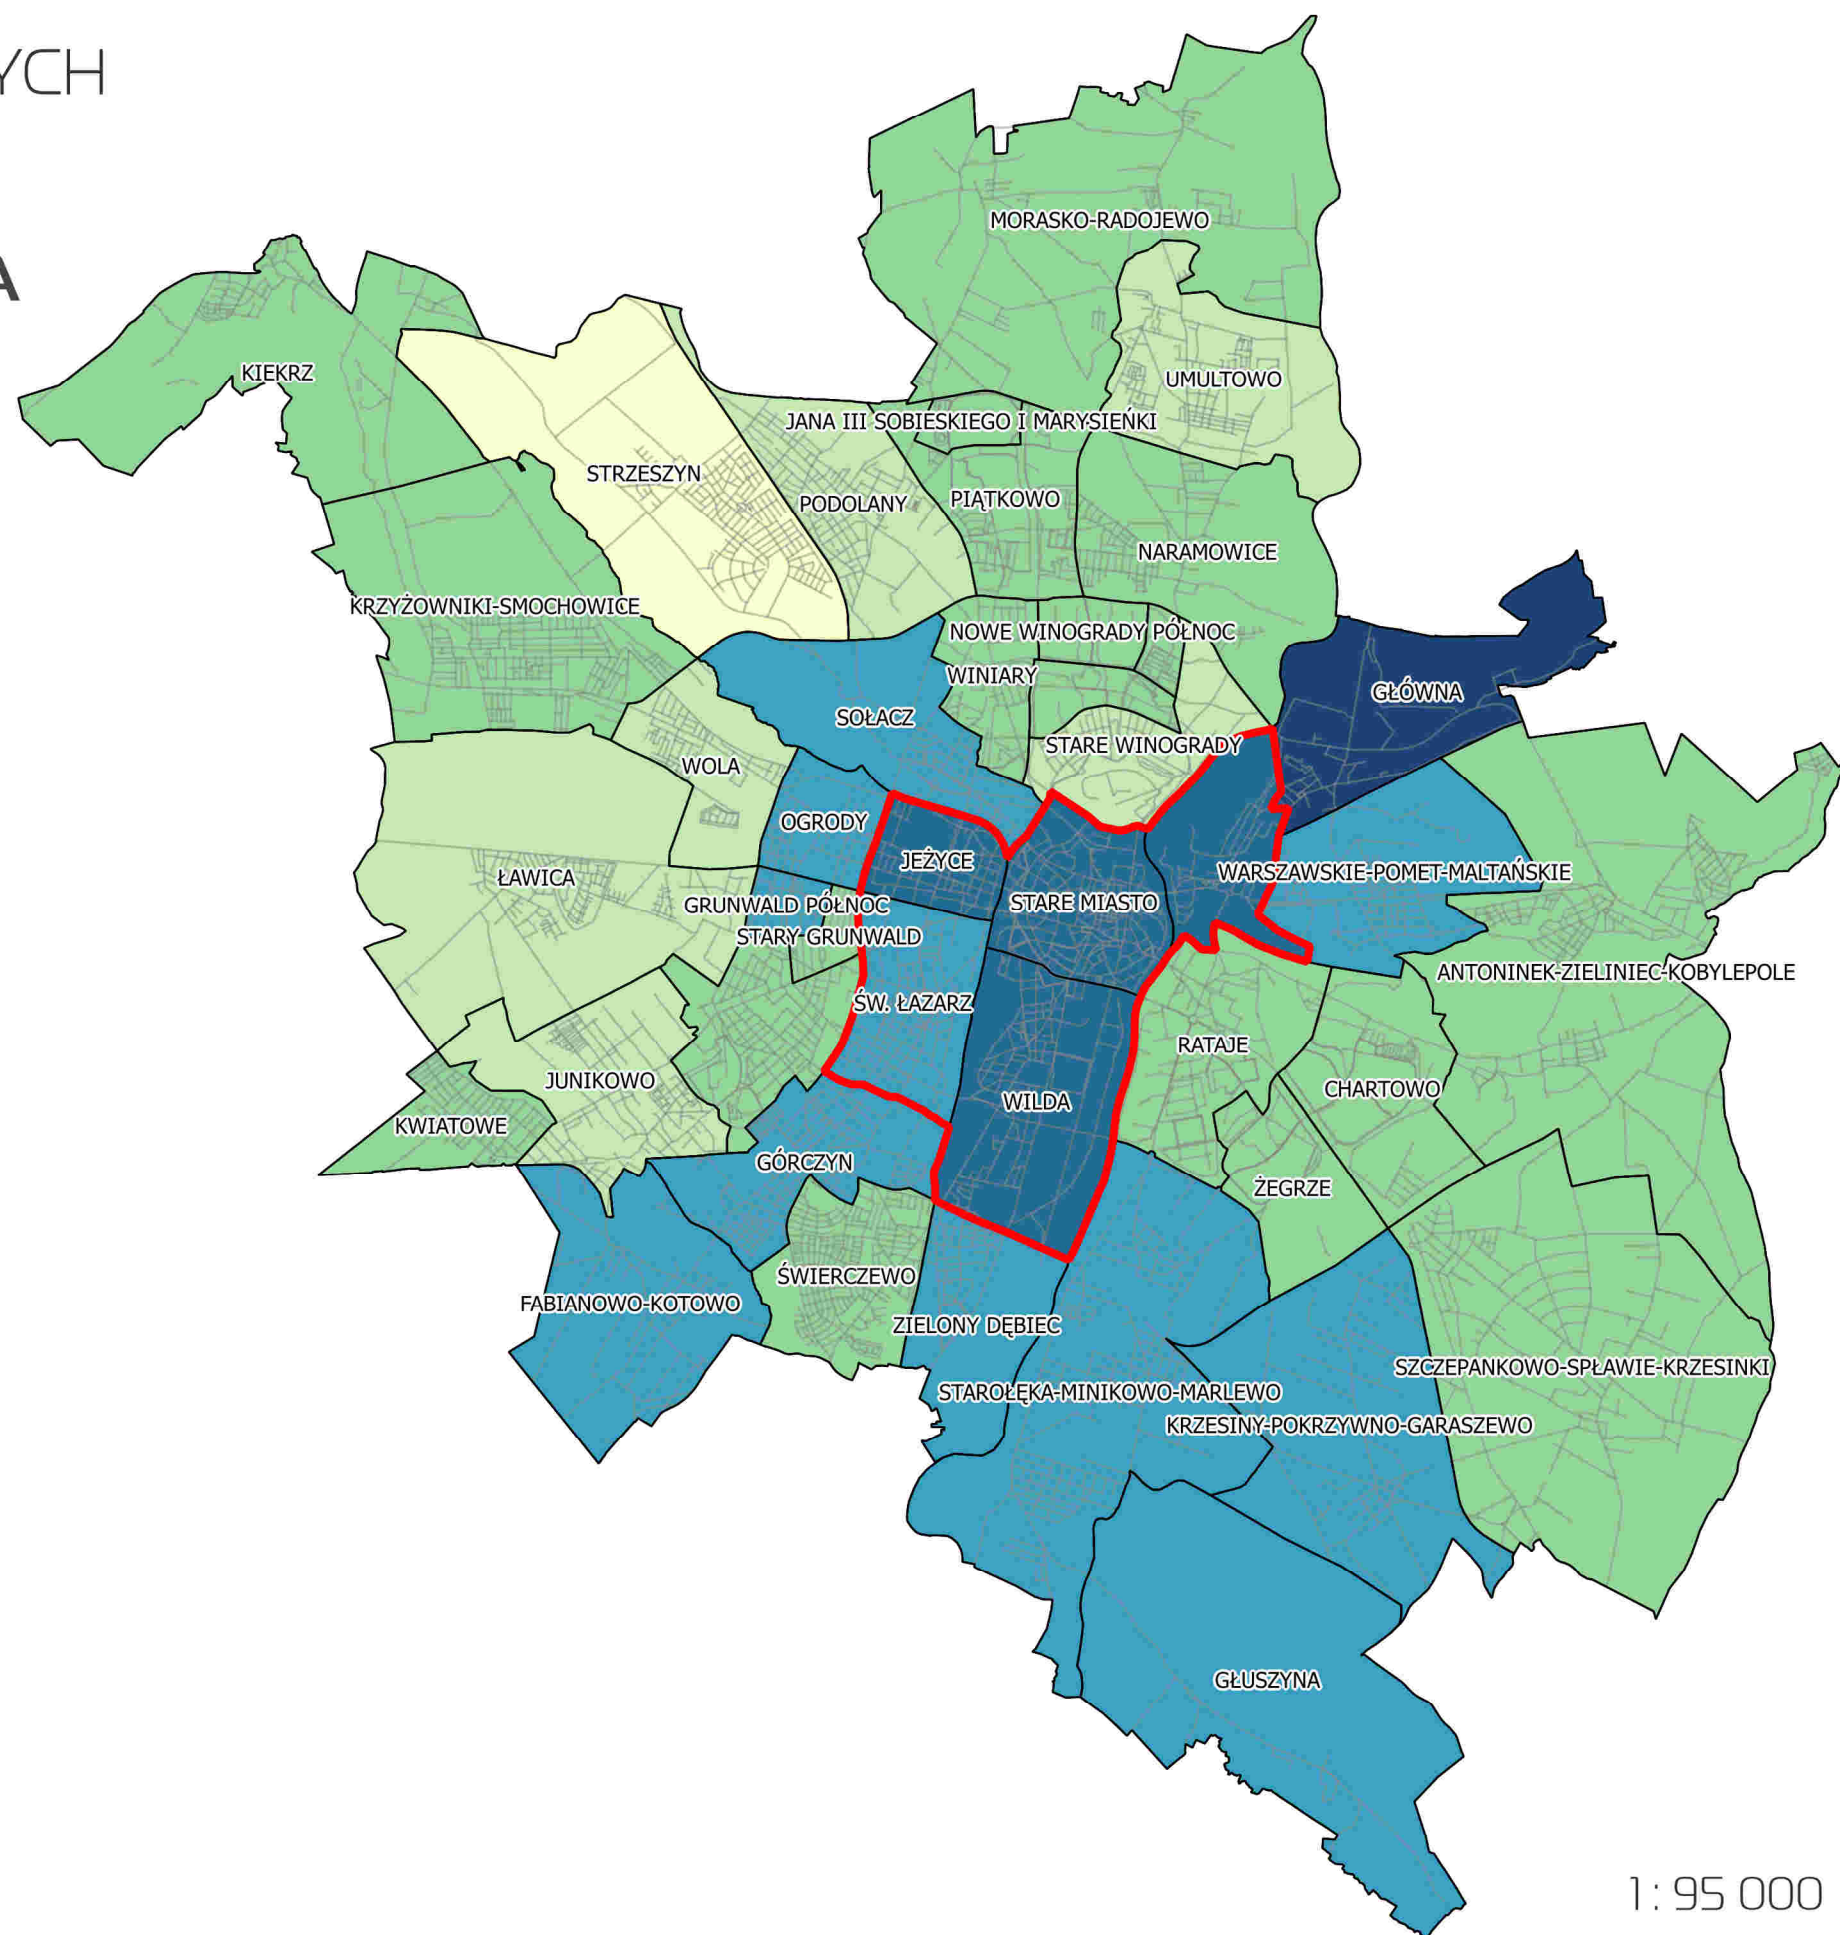 YCH
A
MORASKO-RADOJEWO
KIEKRZ
UMULTOWO
JANA III SOBIESKIEGO I MARYSIEŃKI
STRZESZYN
PODOLANY
PIĄTKOWO
NARAMOWICE
KRZYŻOWNIKI-SMOCHOWICE
NOWE WINOGRADY PÓŁNOC
WINIARY
GŁÓWNA
SOŁACZ
STARE WINOGRADY
WOLA
OGRODY
JEŻYCE
WARSZAWSKIE-POMET-MALTAŃSKIE
ŁAWICA
GRUNWALD PÓŁNOC
STARE MIASTO
STARY GRUNWALD
ANTONINEK-ZIELINIEC-KOBYLEPOLE
ŚW. ŁAZARZ
RATAJE
JUNIKOWO
CHARTOWO
WILDA
KWIATOWE
GÓRCZYN
ŻEGRZE
ŚWIERCZEWO
FABIANOWO-KOTOWO
ZIELONY DĘBIEC
SZCZEPANKOWO-SPŁAWIE-KRZESINKI
STAROŁĘKA-MINIKOWO-MARLEWO
KRZESINY-POKRZYWNO-GARASZEWO
GŁUSZYNA
1: 95 000